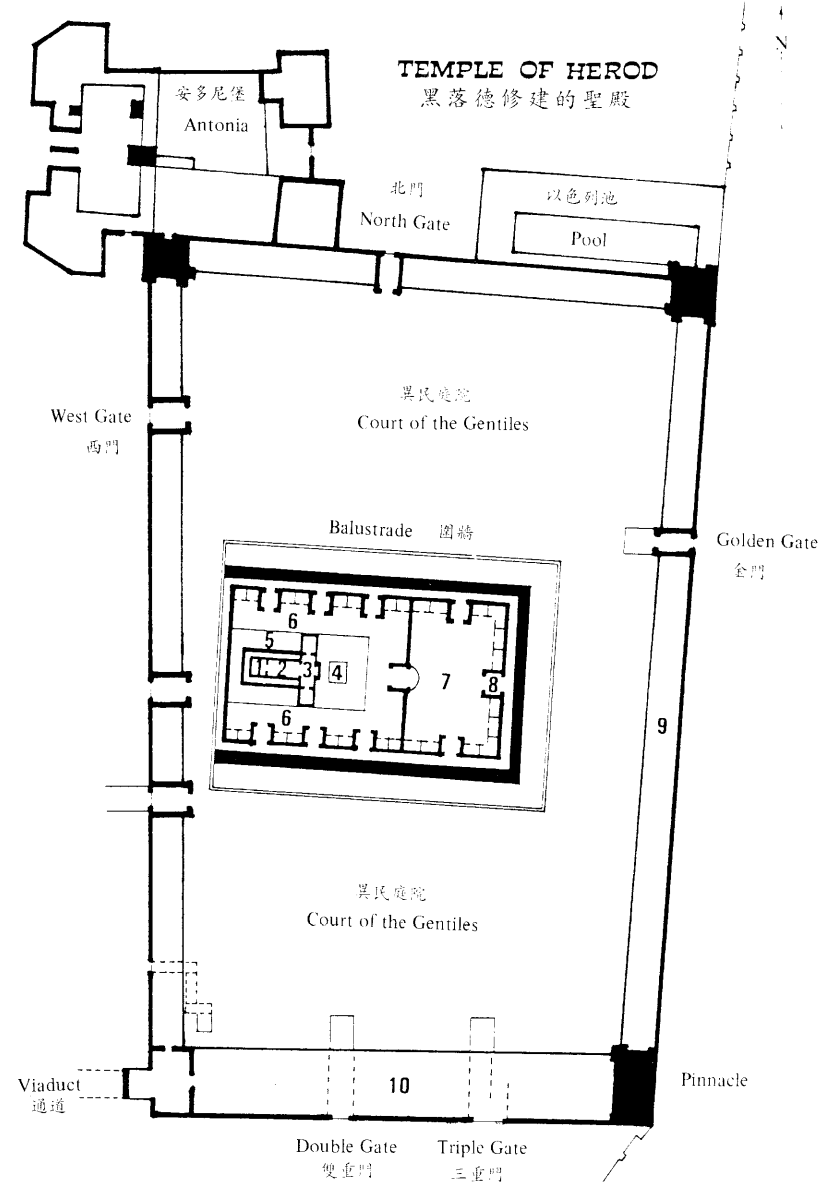 TEMPLE OF HEROD
黑落德修建的聖殿
N
安多尼堡
Antonia
北門
North Gate
以色列池
Pool
異民庭院
Court of the Gentiles
West Gate
西門
Balustrade 圍牆
Golden Gate
金門
6
5
1 2 3 4
7
8
6
9
異民庭院
Court of the Gentiles
Viaduct
通道
10
Pinnacle
Double Gate
雙重門
Triple Gate
三重門